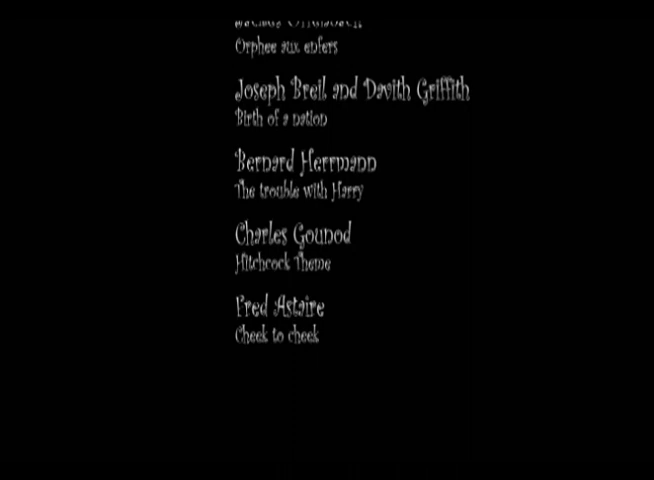 Orphee aux enfers
Joseph Breil and Davith Griffith
Birth of a nation
Bernard Herrmann
The trouble with Harry
Charles Gounod
Hitchcock Theme
Fred Astaire
Cheek to cheek